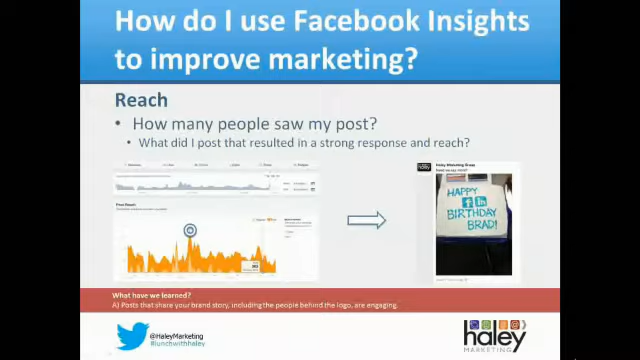 How do I use Facebook Insights
to improve marketing?
Reach
• How many people saw my post?
• What did I post that resulted in a strong response and reach?
Haley Marketing Group
HAPPY
f in
BIRTHDAY
BRAD!
What have we learned?
A) Posts that share your brand story, including the people behind the logo, are engaging.
@HaleyMarketing
#lunchwithhaley
haley
MARKETING